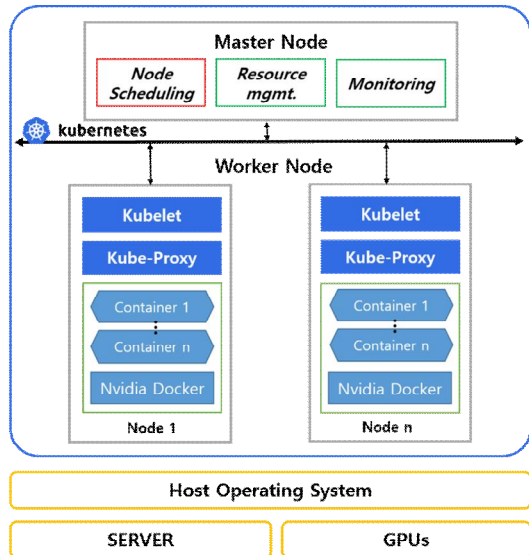 Master Node
Node Scheduling
Resource mgmt.
Monitoring
kubernetes
Worker Node
Kubelet
Kube-Proxy
Container 1
Container n
Nvidia Docker
Node 1
Kubelet
Kube-Proxy
Container 1
Container n
Nvidia Docker
Node n
Host Operating System
SERVER
GPUs